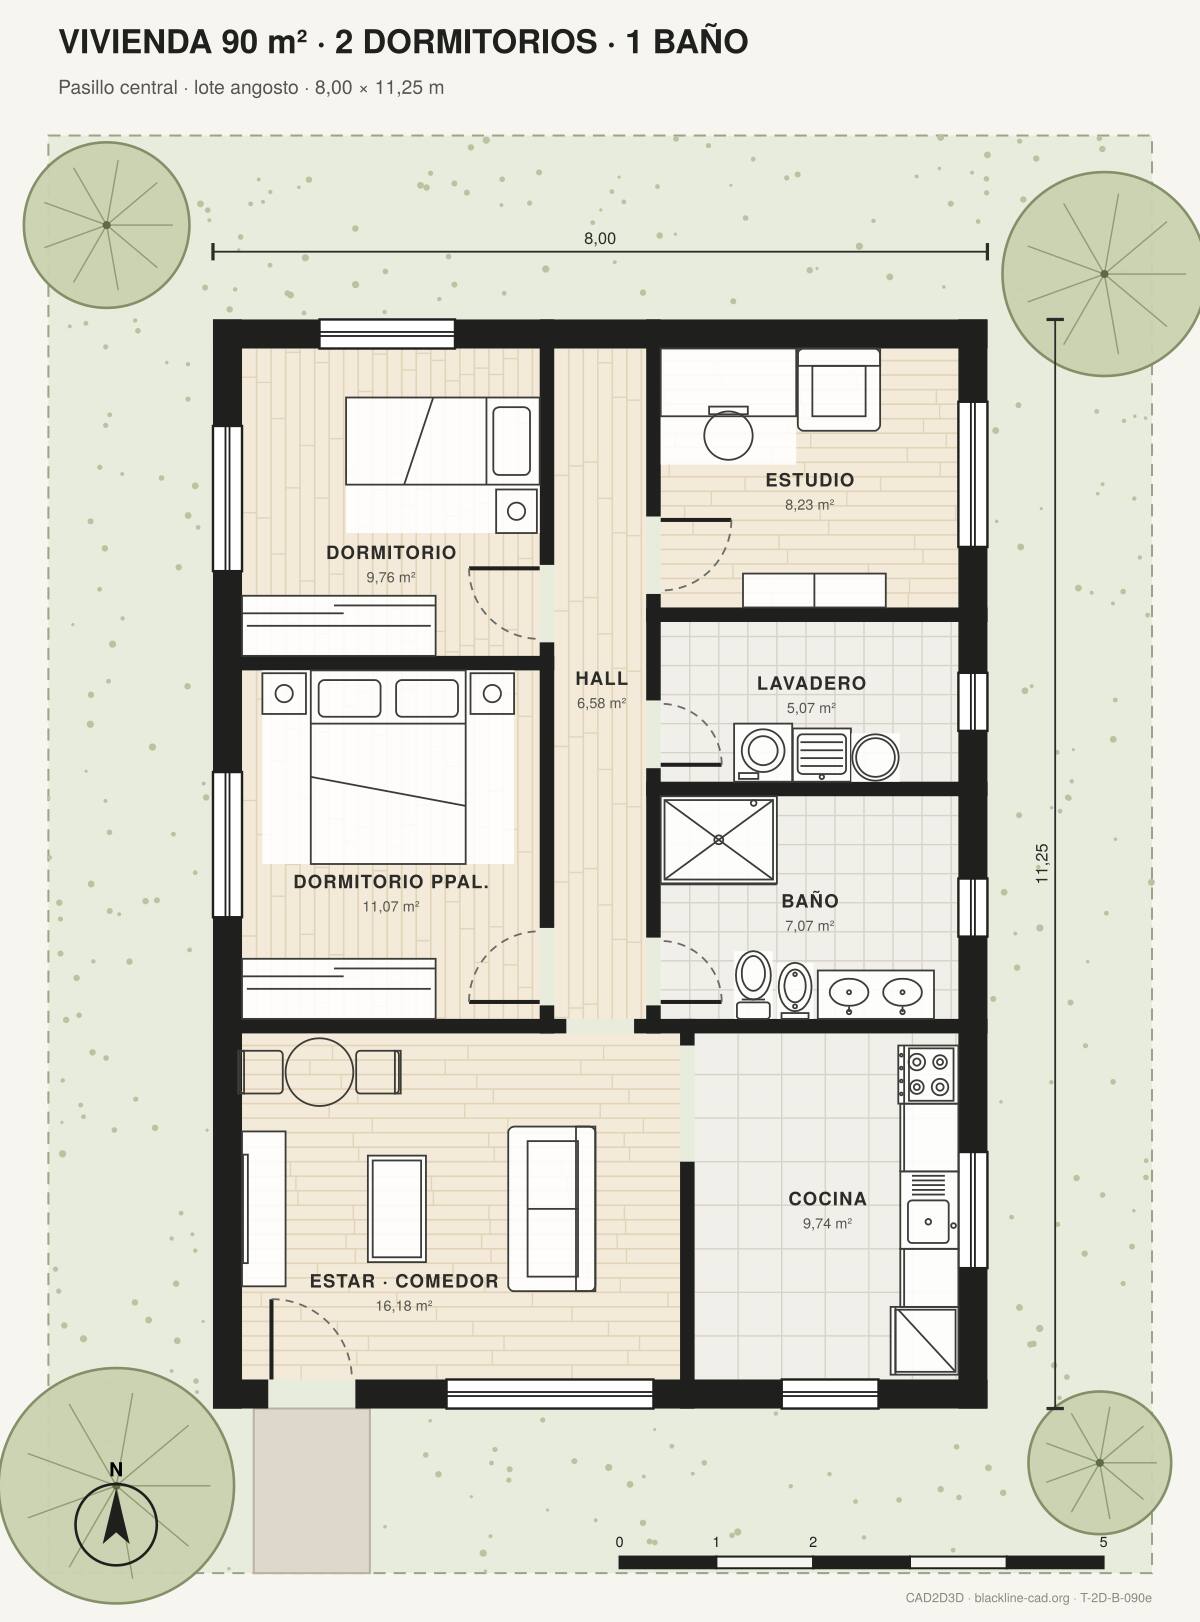 VIVIENDA 90 m² · 2 DORMITORIOS · 1 BAÑO
Pasillo central · lote angosto · 8,00 × 11,25 m
8,00
ESTUDIO
8,23 m²
DORMITORIO
9,76 m²
HALL
6,58 m²
LAVADERO
5,07 m²
11,25
DORMITORIO PPAL.
11,07 m²
BAÑO
7,07 m²
COCINA
9,74 m²
ESTAR · COMEDOR
16,18 m²
N
0 1 2 5
CAD2D3D · blackline-cad.org · T-2D-B-090e